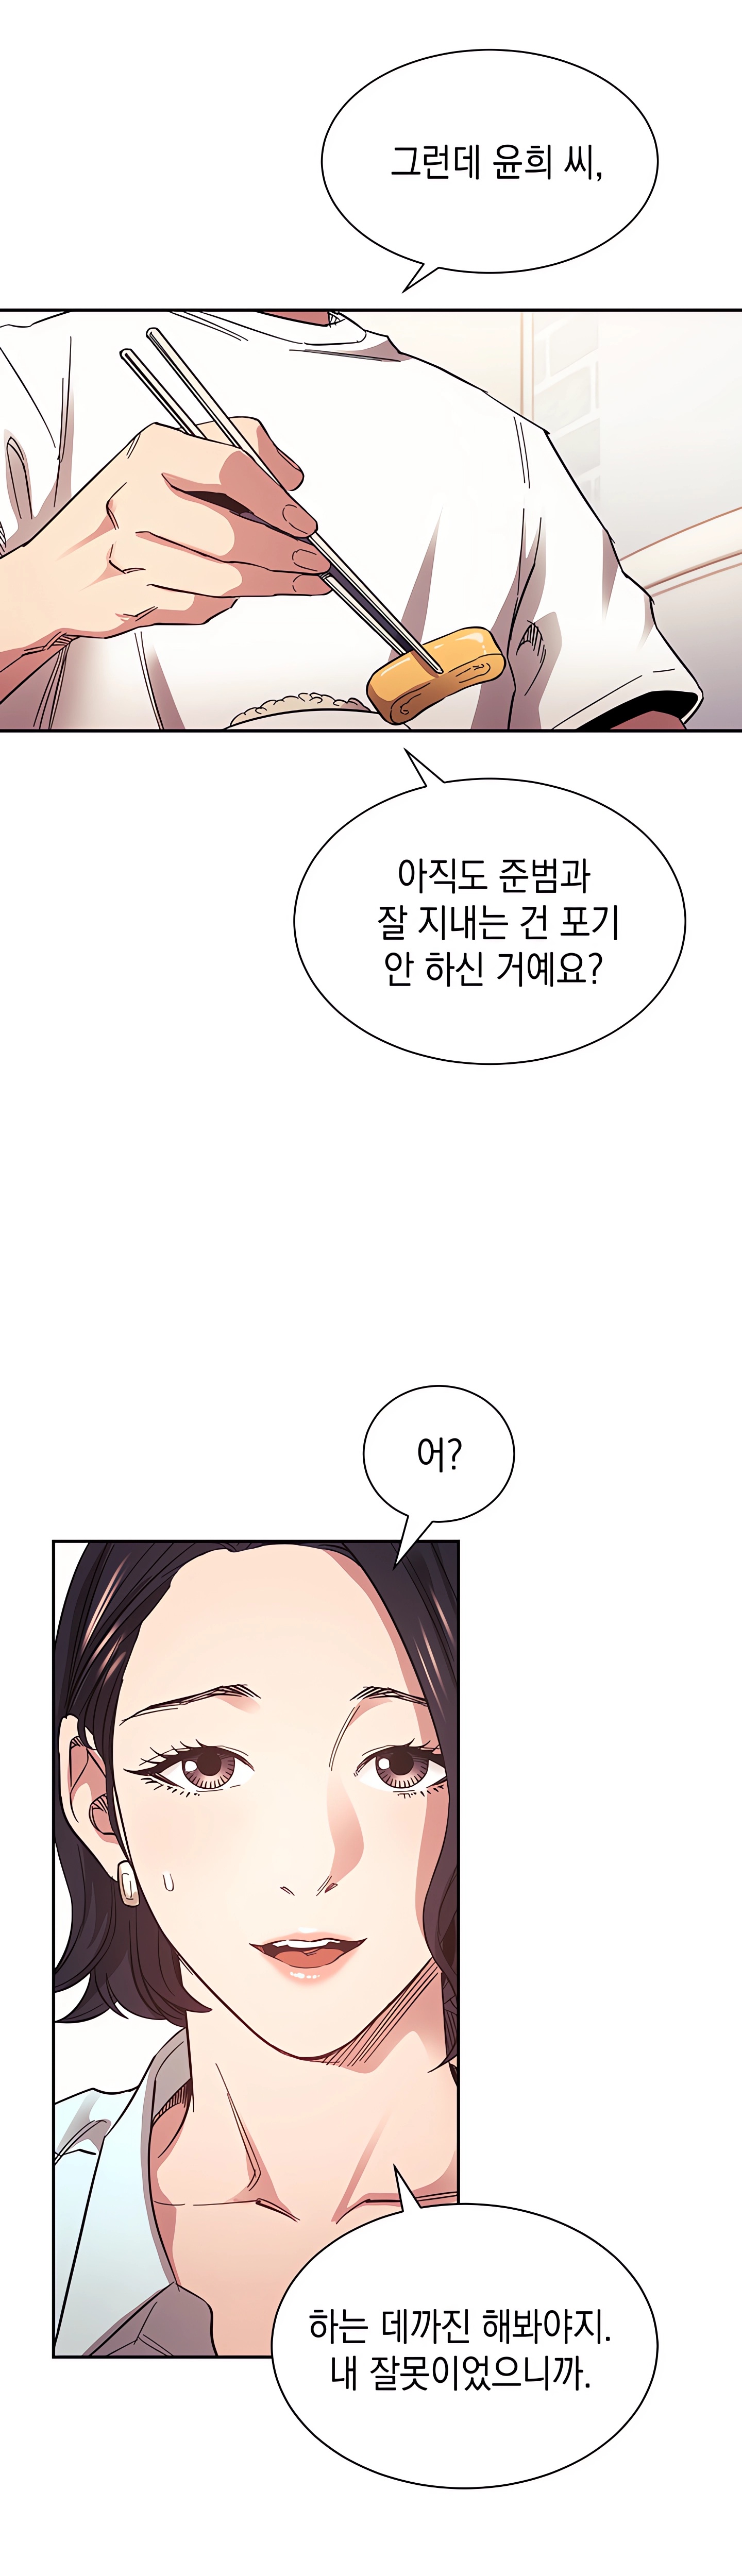 그런데 윤희 씨,
아직도 준범과
잘 지내는 건 포기
안 하신 거예요?
어?
하는 데까진 해봐야지.
내 잘못이었으니까.